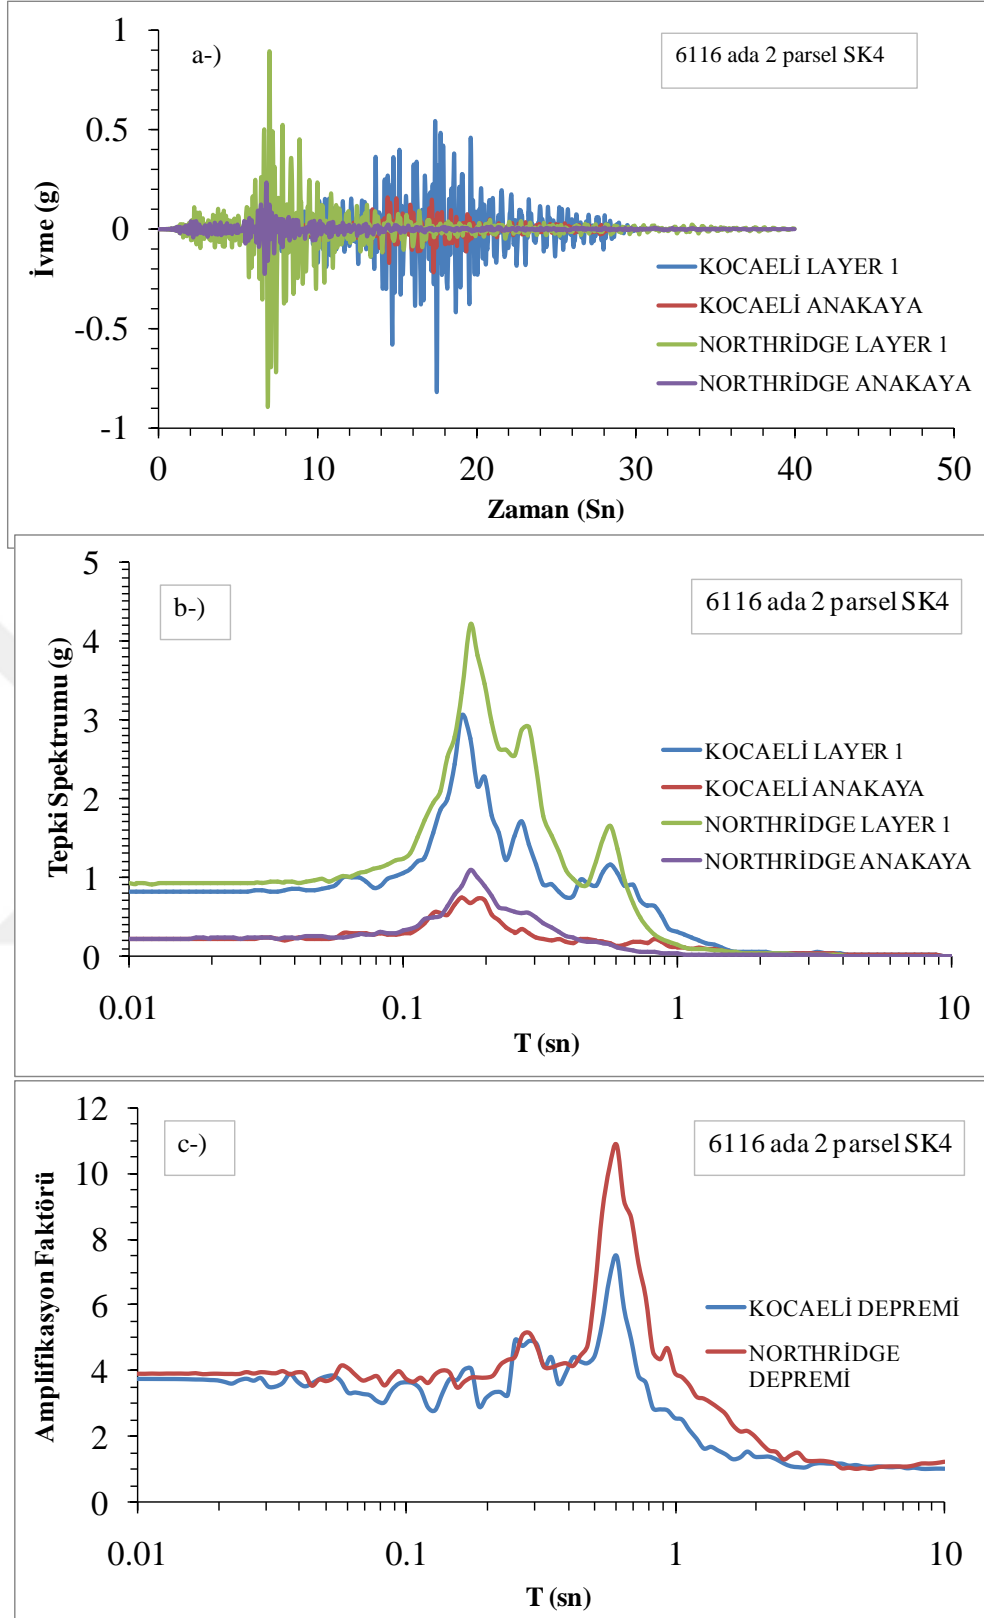 1
0.5
0
-0.5
-1
İvme (g)
a-)
6116 ada 2 parsel SK4
KOCAELİ LAYER 1
KOCAELİ ANAKAYA
NORTHRİDGE LAYER 1
NORTHRİDGE ANAKAYA
0 10 20 30 40 50
Zaman (Sn)
5
4
3
2
1
0
Tepki Spektrumu (g)
b-)
6116 ada 2 parsel SK4
KOCAELİ LAYER 1
KOCAELİ ANAKAYA
NORTHRİDGE LAYER 1
NORTHRİDGE ANAKAYA
0.01 0.1 1 10
T (sn)
12
10
8
6
4
2
0
Amplifikasyon Faktörü
c-)
6116 ada 2 parsel SK4
KOCAELİ DEPREMİ
NORTHRİDGE
DEPREMİ
0.01 0.1 1 10
T (sn)